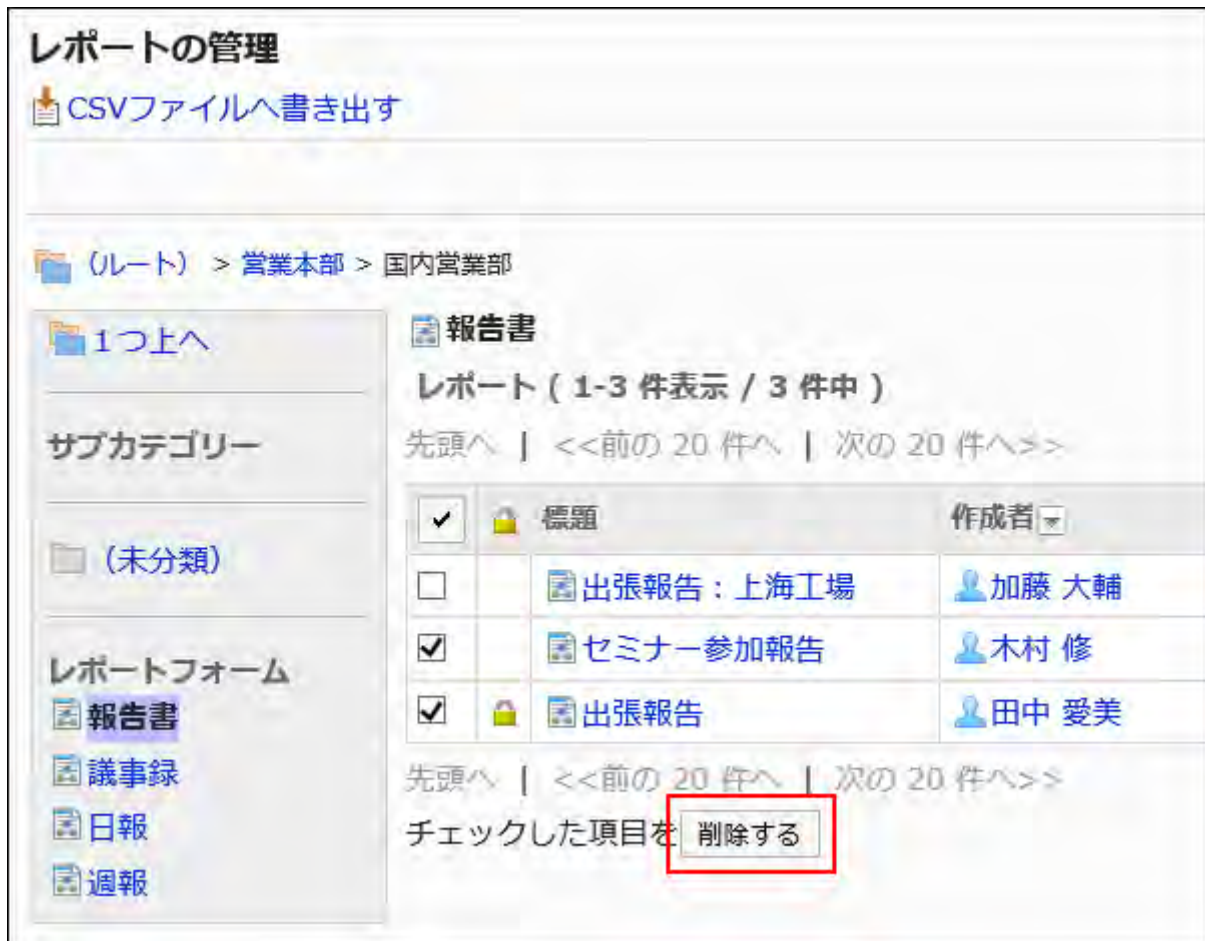 レポートの管理
CSVファイルへ書き出す
(ルート) > 営業本部 > 国内営業部
1つ上へ
サブカテゴリー
(未分類)
レポートフォーム
報告書
議事録
日報
週報
報告書
レポート ( 1-3 件表示 / 3 件中 )
先頭へ | <<前の 20 件へ | 次の 20 件へ>>
標題 作成者
出張報告：上海工場 加藤 大輔
セミナー参加報告 木村 修
出張報告 田中 愛美
先頭へ | <<前の 20 件へ | 次の 20 件へ>>
チェックした項目を 削除する